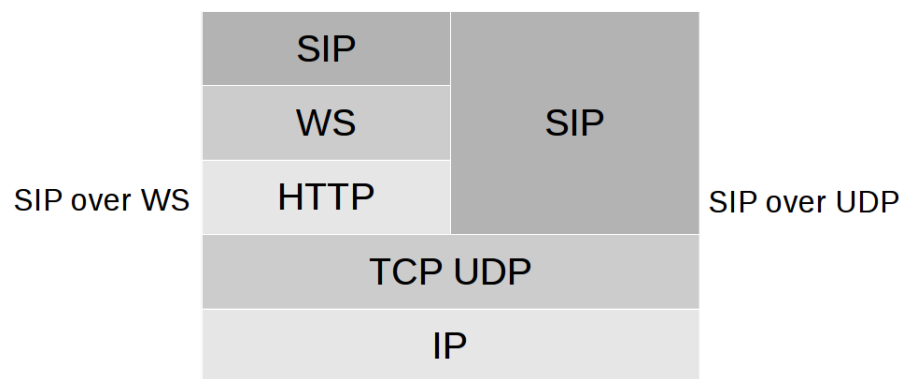 SIP
WS
SIP
SIP over WS
HTTP
SIP over UDP
TCP UDP
IP